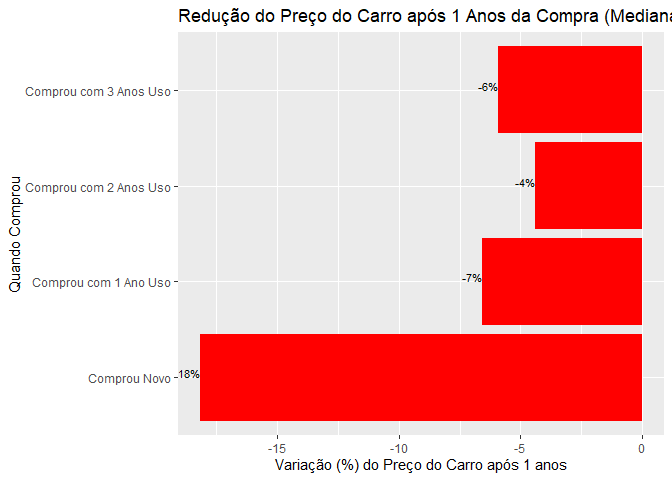 Redução do Preço do Carro após 1 Anos da Compra (Mediana
Quando Comprou
Comprou com 3 Anos Uso
-6%
Comprou com 2 Anos Uso
-4%
Comprou com 1 Ano Uso
-7%
Comprou Novo
18%
-15 -10 -5 0
Variação (%) do Preço do Carro após 1 anos